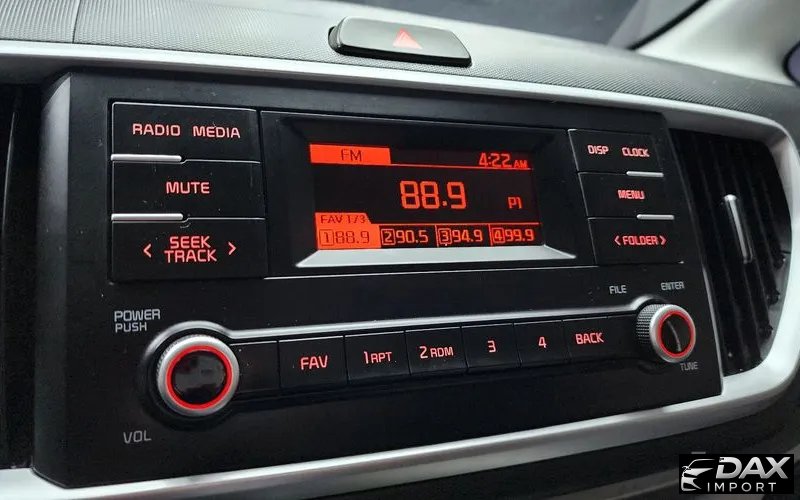 RADIO MEDIA
MUTE
< SEEK >
TRACK
FM
4:22 AM
88.9
P1
FAV 1/3
1 88.9 2 90.5 3 94.9 4 99.9
DISP CLOCK
MENU
< FOLDER >
POWER
PUSH
VOL
FAV
1 RPT
2 RDM
3
4
BACK
FILE
ENTER
TUNE
DAX
IMPORT